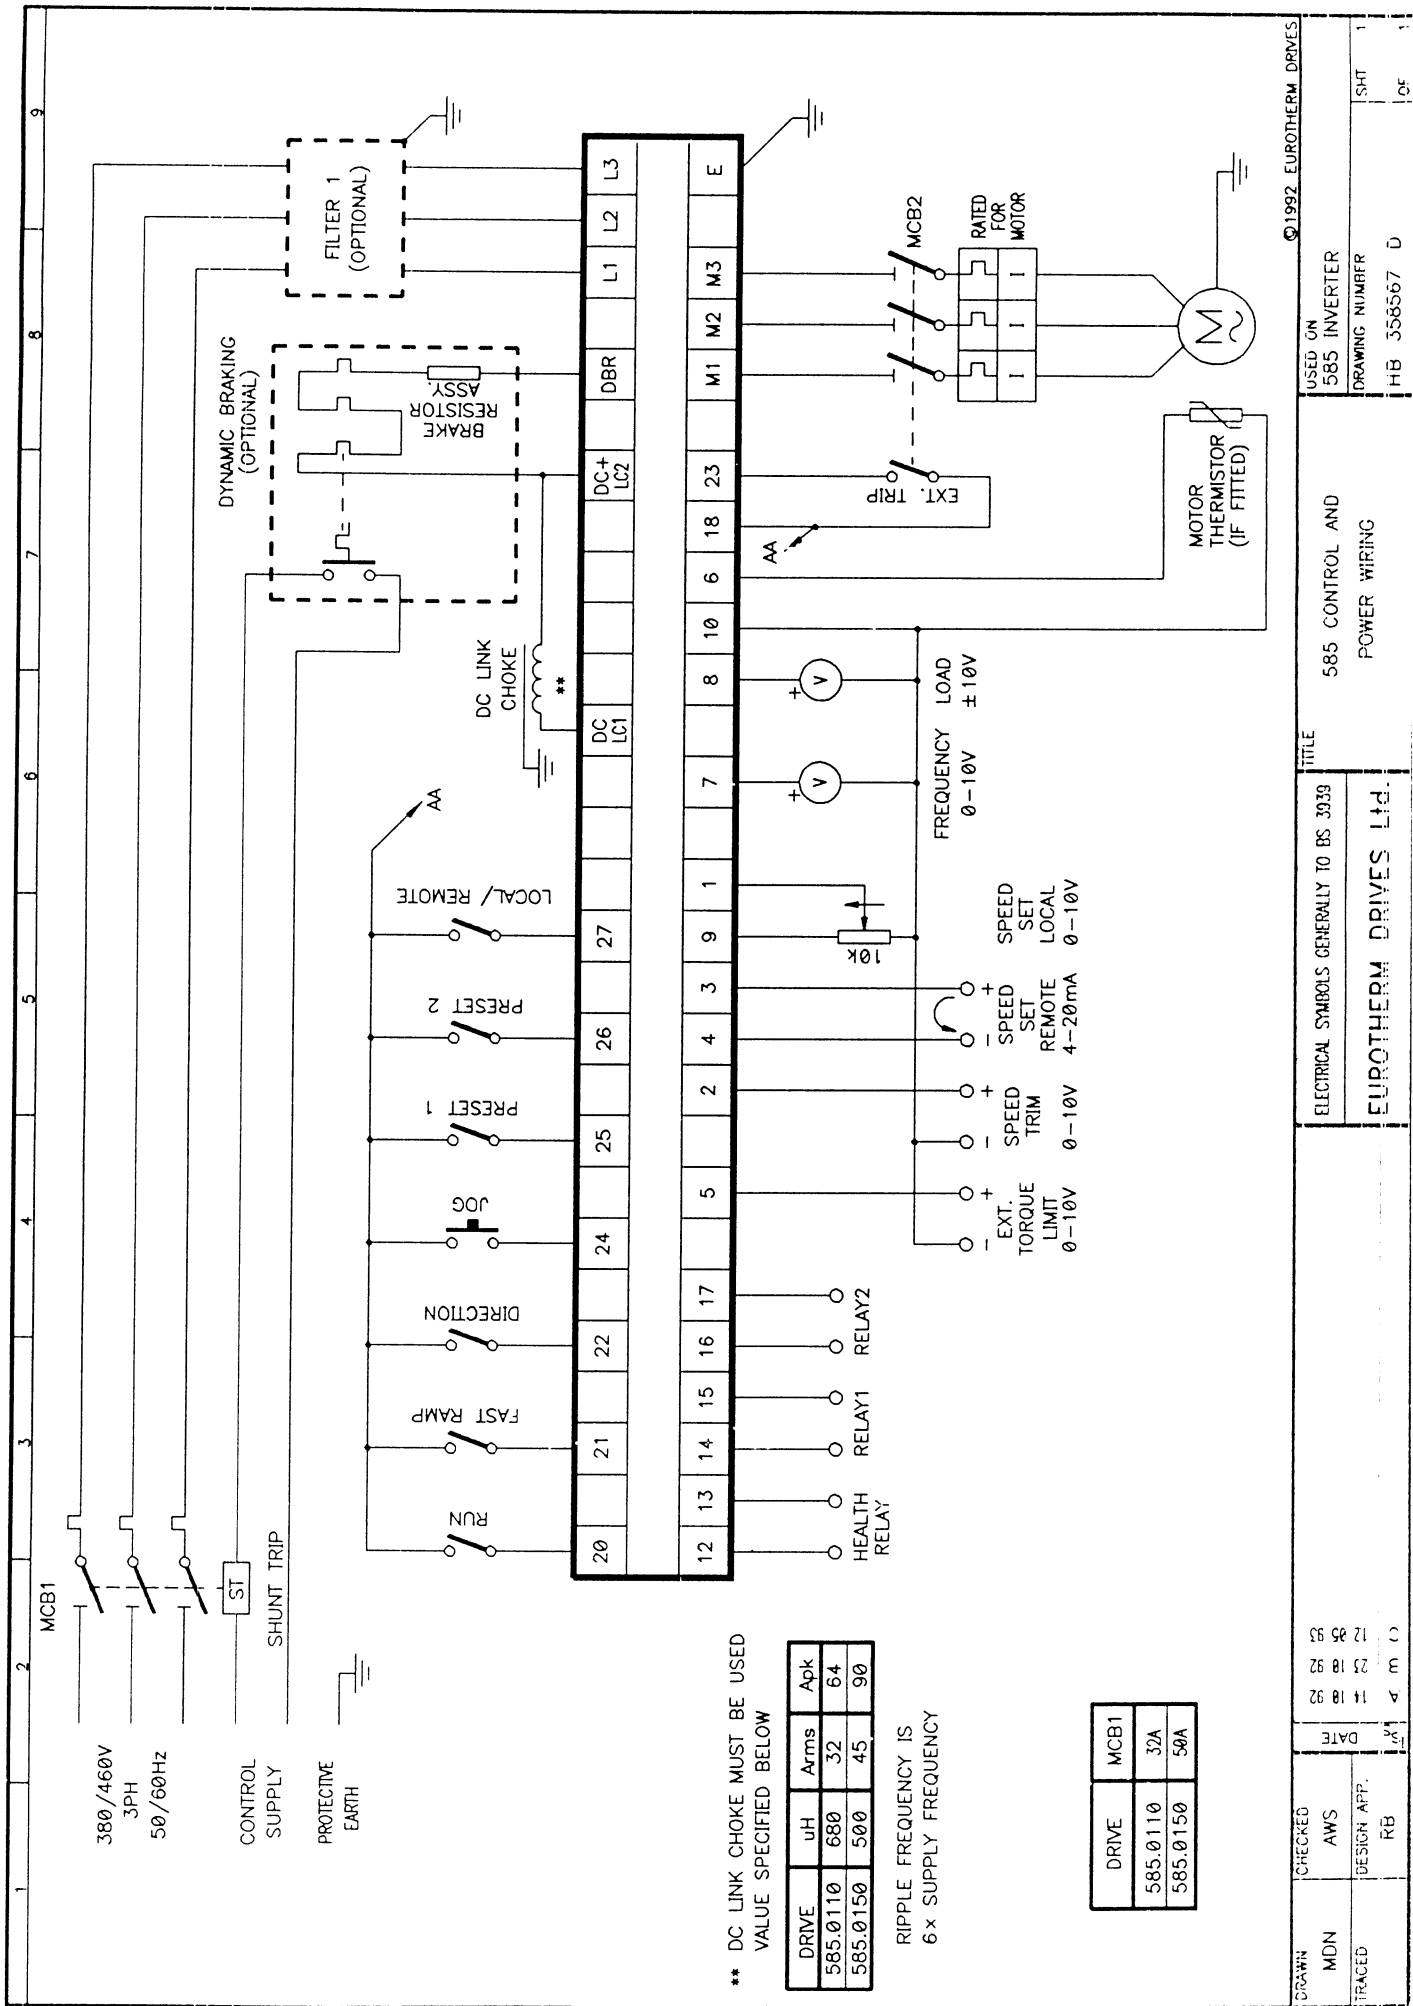 1 2 3 4 5 6 7 8 9
MCB1
380/460V
3PH
50/60Hz
CONTROL
SUPPLY
ST
SHUNT TRIP
PROTECTIVE
EARTH
DYNAMIC BRAKING
(OPTIONAL)
BRAKE
RESISTOR
ASSY.
FILTER 1
(OPTIONAL)
DC LINK
CHOKE
**
AA
RUN
FAST RAMP
DIRECTION
JOG
PRESET 1
PRESET 2
LOCAL/REMOTE
20 21 22 24 25 26 27 DC LC1 DC+ LC2 DBR L1 L2 L3
12 13 14 15 16 17 5 2 4 3 9 1 7 8 10 6 18 23 M1 M2 M3 E
HEALTH
RELAY
RELAY1
RELAY2
- +
EXT.
TORQUE
LIMIT
0-10V
- +
SPEED
TRIM
0-10V
- +
SPEED
SET
REMOTE
4-20mA
10k
SPEED
SET
LOCAL
0-10V
+ V
FREQUENCY
0-10V
+ V
LOAD
±10V
AA
EXT. TRIP
MCB2
RATED
FOR
MOTOR
I I I
M
MOTOR
THERMISTOR
(IF FITTED)
** DC LINK CHOKE MUST BE USED
VALUE SPECIFIED BELOW
DRIVE uH Arms Apk
585.0110 680 32 64
585.0150 500 45 90
RIPPLE FREQUENCY IS
6x SUPPLY FREQUENCY
DRIVE MCB1
585.0110 32A
585.0150 50A
©1992 EUROTHERM DRIVES
DRAWN
MDN
TRACED
CHECKED
AWS
DESIGN APP.
RB
DATE
A 14 10 92
B 23 10 92
C 12 05 93
ELECTRICAL SYMBOLS GENERALLY TO BS 3939
EUROTHERM DRIVES Ltd.
TITLE
585 CONTROL AND
POWER WIRING
USED ON
585 INVERTER
DRAWING NUMBER
HB 358567 D
SHT 1
OF 1